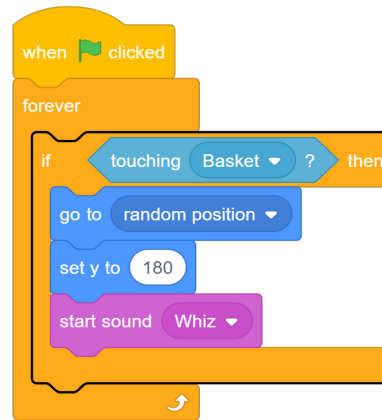 when clicked
forever
if touching Basket ? then
go to random position
set y to 180
start sound Whiz